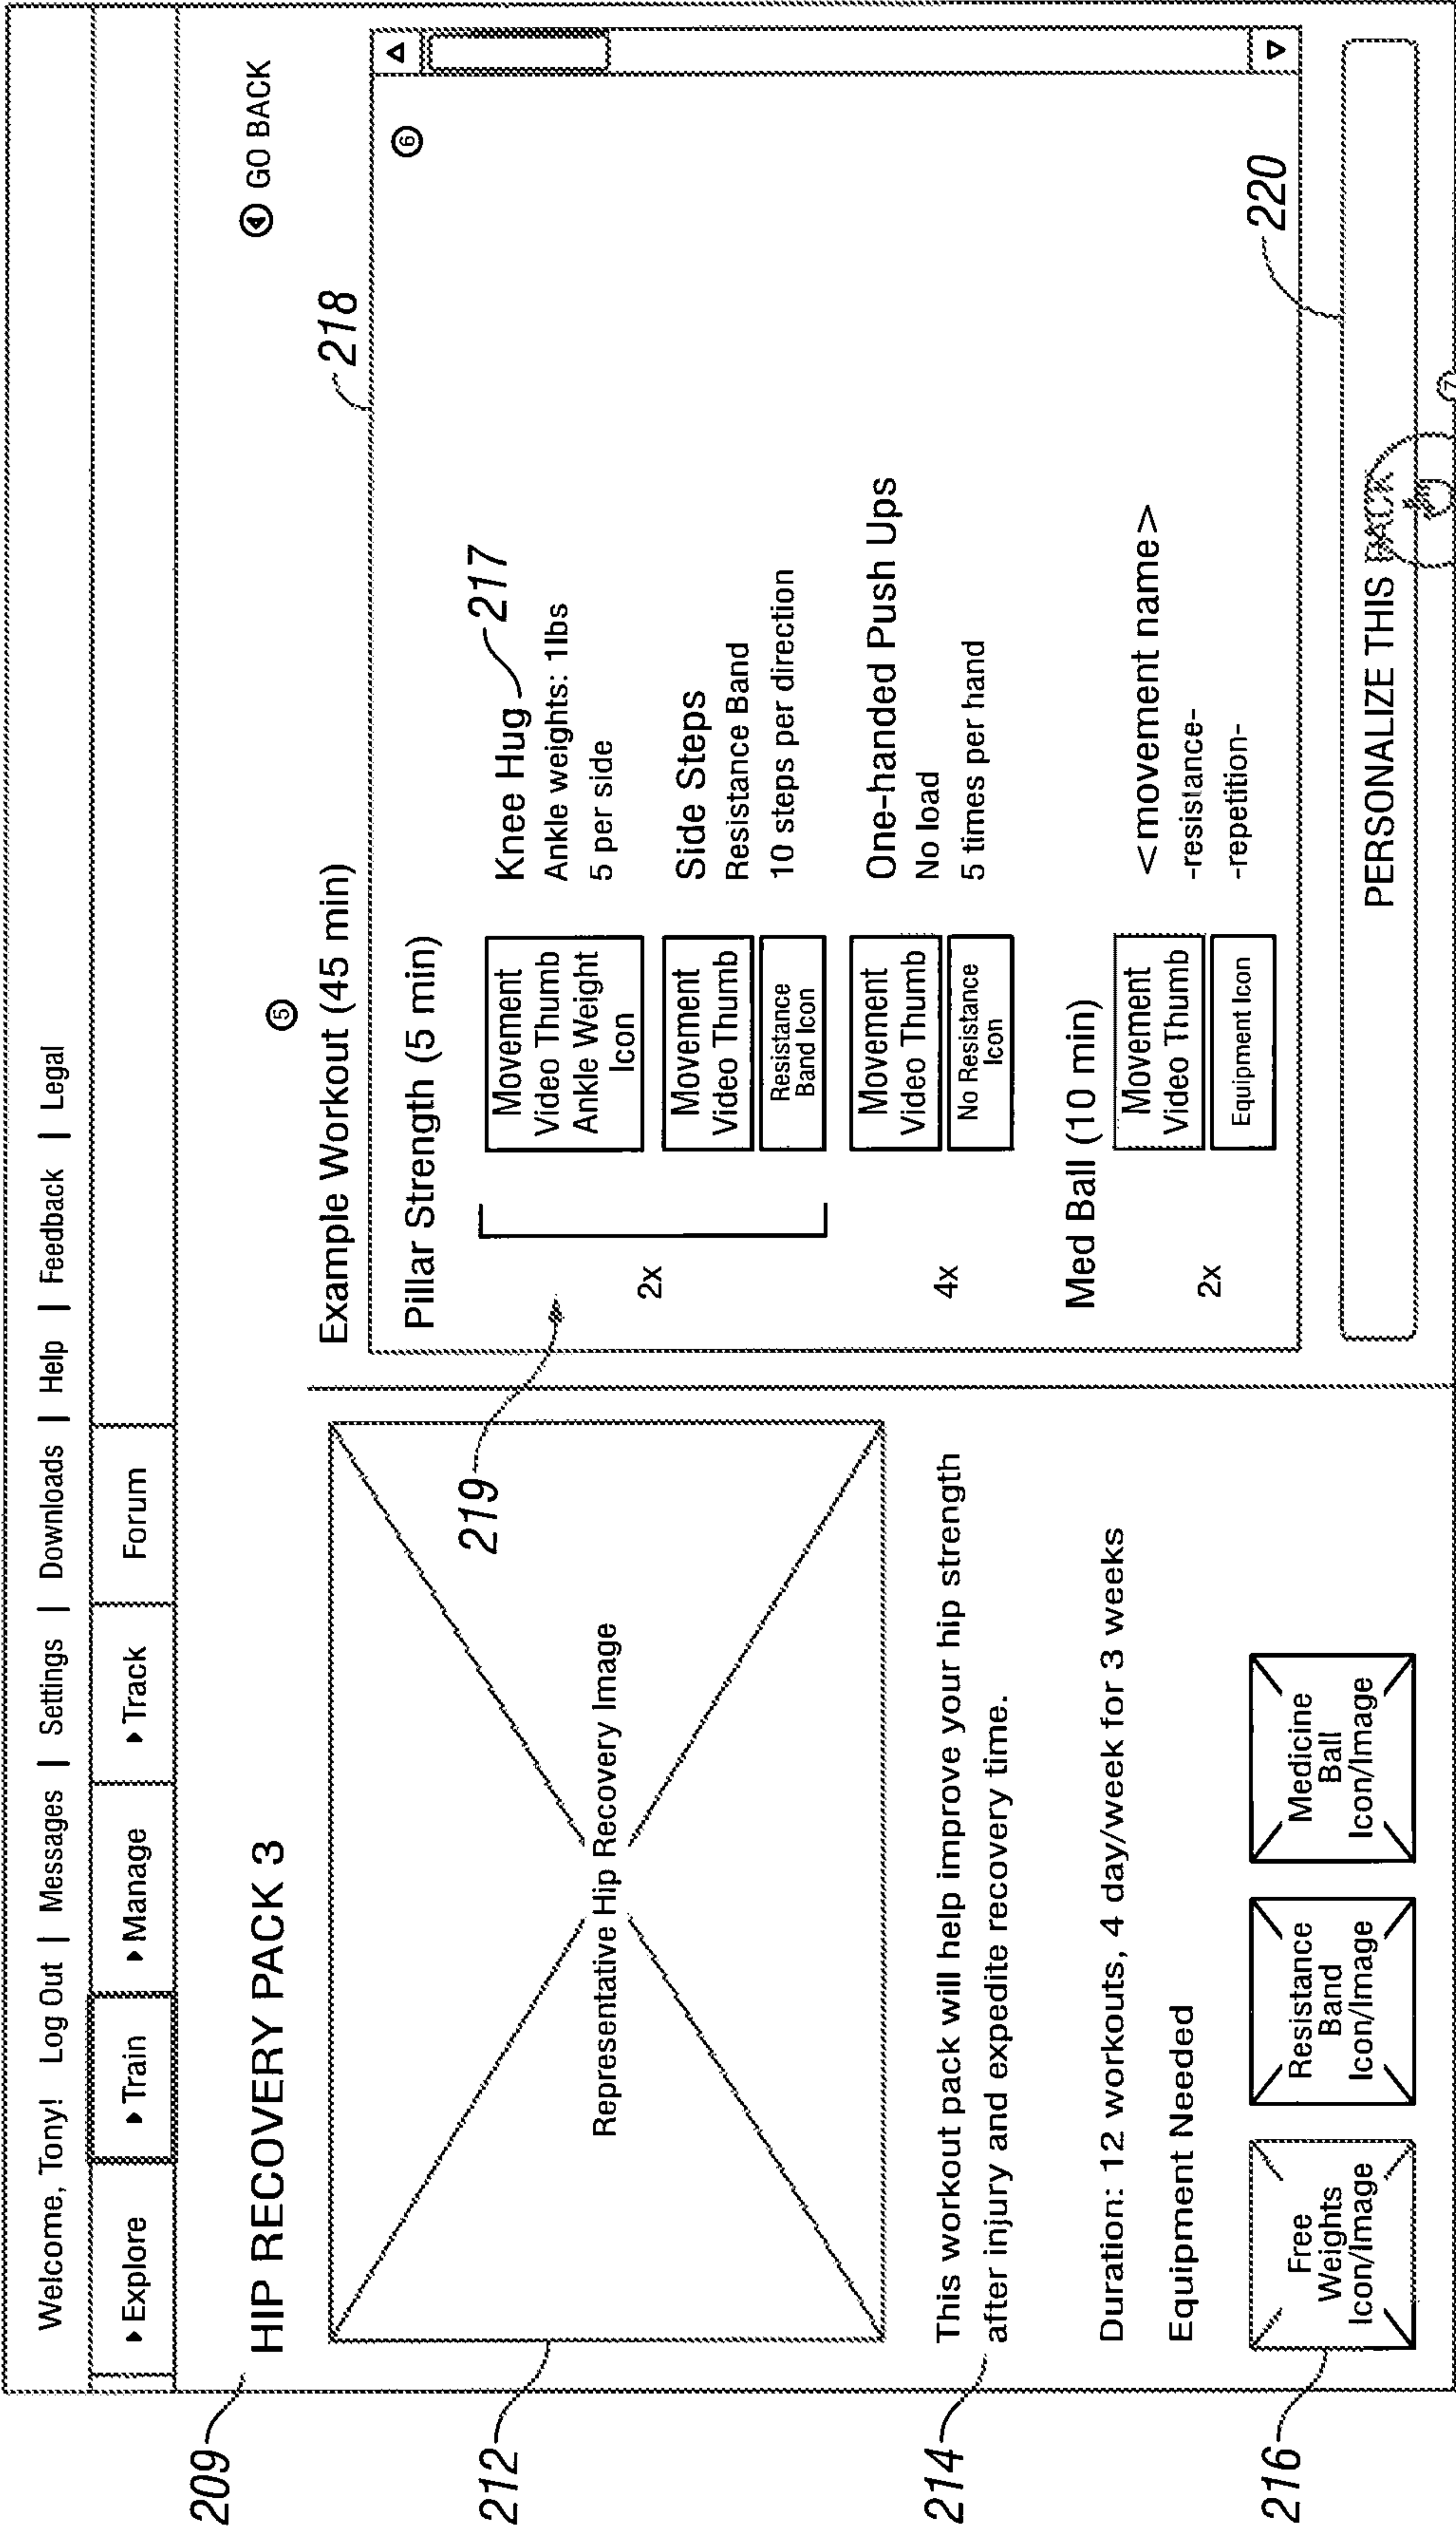 Welcome, Tony! Log Out | Messages | Settings | Downloads | Help | Feedback | Legal
Explore Train Manage Track Forum
209
HIP RECOVERY PACK 3
GO BACK
212
Representative Hip Recovery Image
214
This workout pack will help improve your hip strength
after injury and expedite recovery time.
Duration: 12 workouts, 4 day/week for 3 weeks
Equipment Needed
216
Free
Weights
Icon/Image
Resistance
Band
Icon/Image
Medicine
Ball
Icon/Image
5
Example Workout (45 min)
218
6
Pillar Strength (5 min)
219
2x
Movement
Video Thumb
Ankle Weight
Icon
Knee Hug
217
Ankle weights: 1lbs
5 per side
Movement
Video Thumb
Resistance
Band Icon
Side Steps
Resistance Band
10 steps per direction
4x
Movement
Video Thumb
No Resistance
Icon
One-handed Push Ups
No load
5 times per hand
Med Ball (10 min)
2x
Movement
Video Thumb
Equipment Icon
<movement name>
-resistance-
-repetition-
220
PERSONALIZE THIS PACK
7